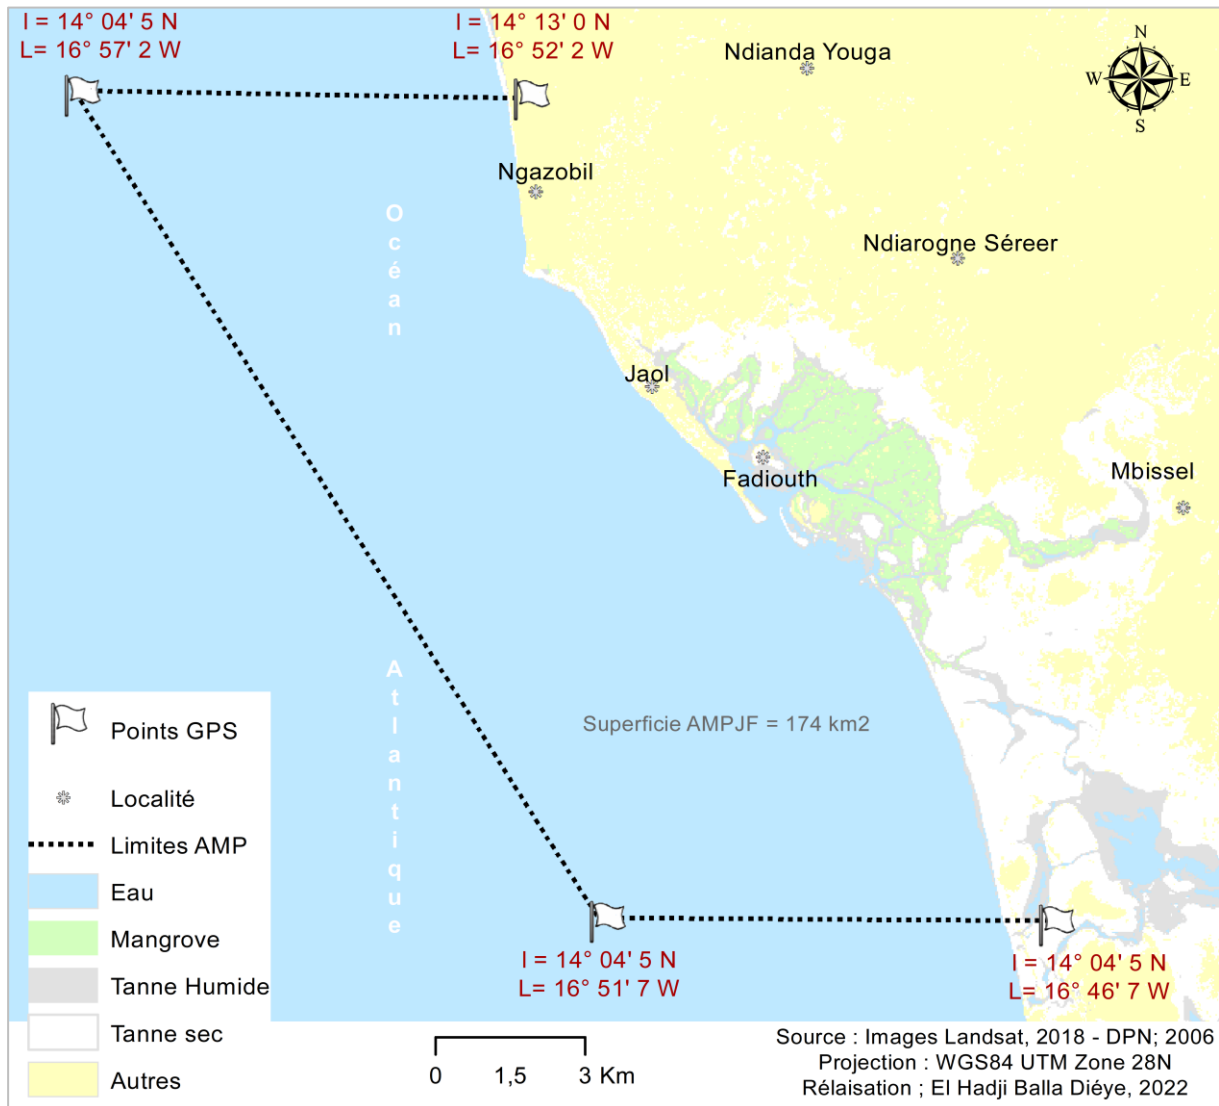 l = 14° 04' 5 N
L= 16° 57' 2 W
l = 14° 13' 0 N
L= 16° 52' 2 W
Ndianda Youga
N
W
E
S
Ngazobil
Océan
Ndiarogne Séreer
Jaol
Fadiouth
Mbissel
Atlantique
Superficie AMPJF = 174 km2
Points GPS
Localité
Limites AMP
Eau
Mangrove
Tanne Humide
Tanne sec
Autres
l = 14° 04' 5 N
L= 16° 51' 7 W
l = 14° 04' 5 N
L= 16° 46' 7 W
0 1,5 3 Km
Source : Images Landsat, 2018 - DPN; 2006
Projection : WGS84 UTM Zone 28N
Rélaisation ; El Hadji Balla Diéye, 2022